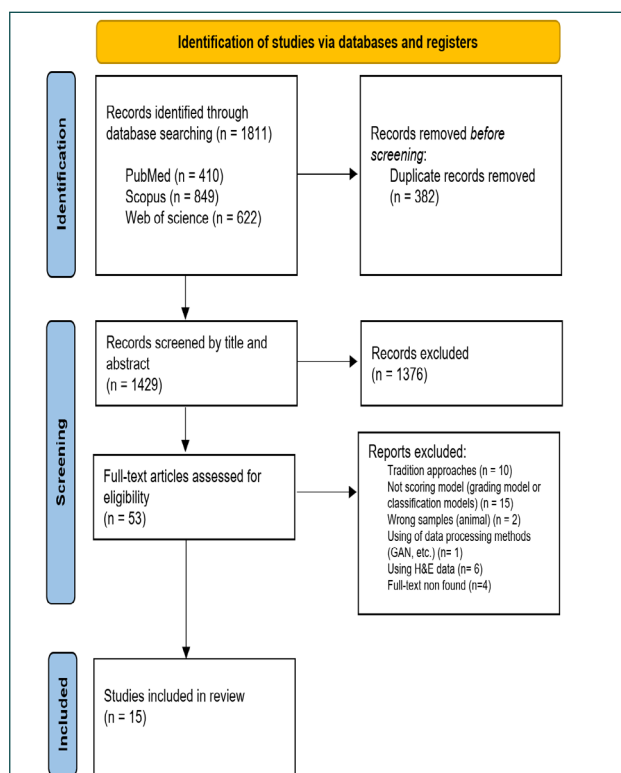 Identification of studies via databases and registers
Identification
Records identified through
database searching (n = 1811)
PubMed (n = 410)
Scopus (n = 849)
Web of science (n = 622)
Records removed before
screening:
Duplicate records removed
(n = 382)
Screening
Records screened by title and
abstract
(n = 1429)
Records excluded
(n = 1376)
Full-text articles assessed for
eligibility
(n = 53)
Reports excluded:
Tradition approaches (n = 10)
Not scoring model (grading model or
classification models) (n = 15)
Wrong samples (animal) (n = 2)
Using of data processing methods
(GAN, etc.) (n= 1)
Using H&E data (n= 6)
Full-text non found (n=4)
Included
Studies included in review
(n = 15)